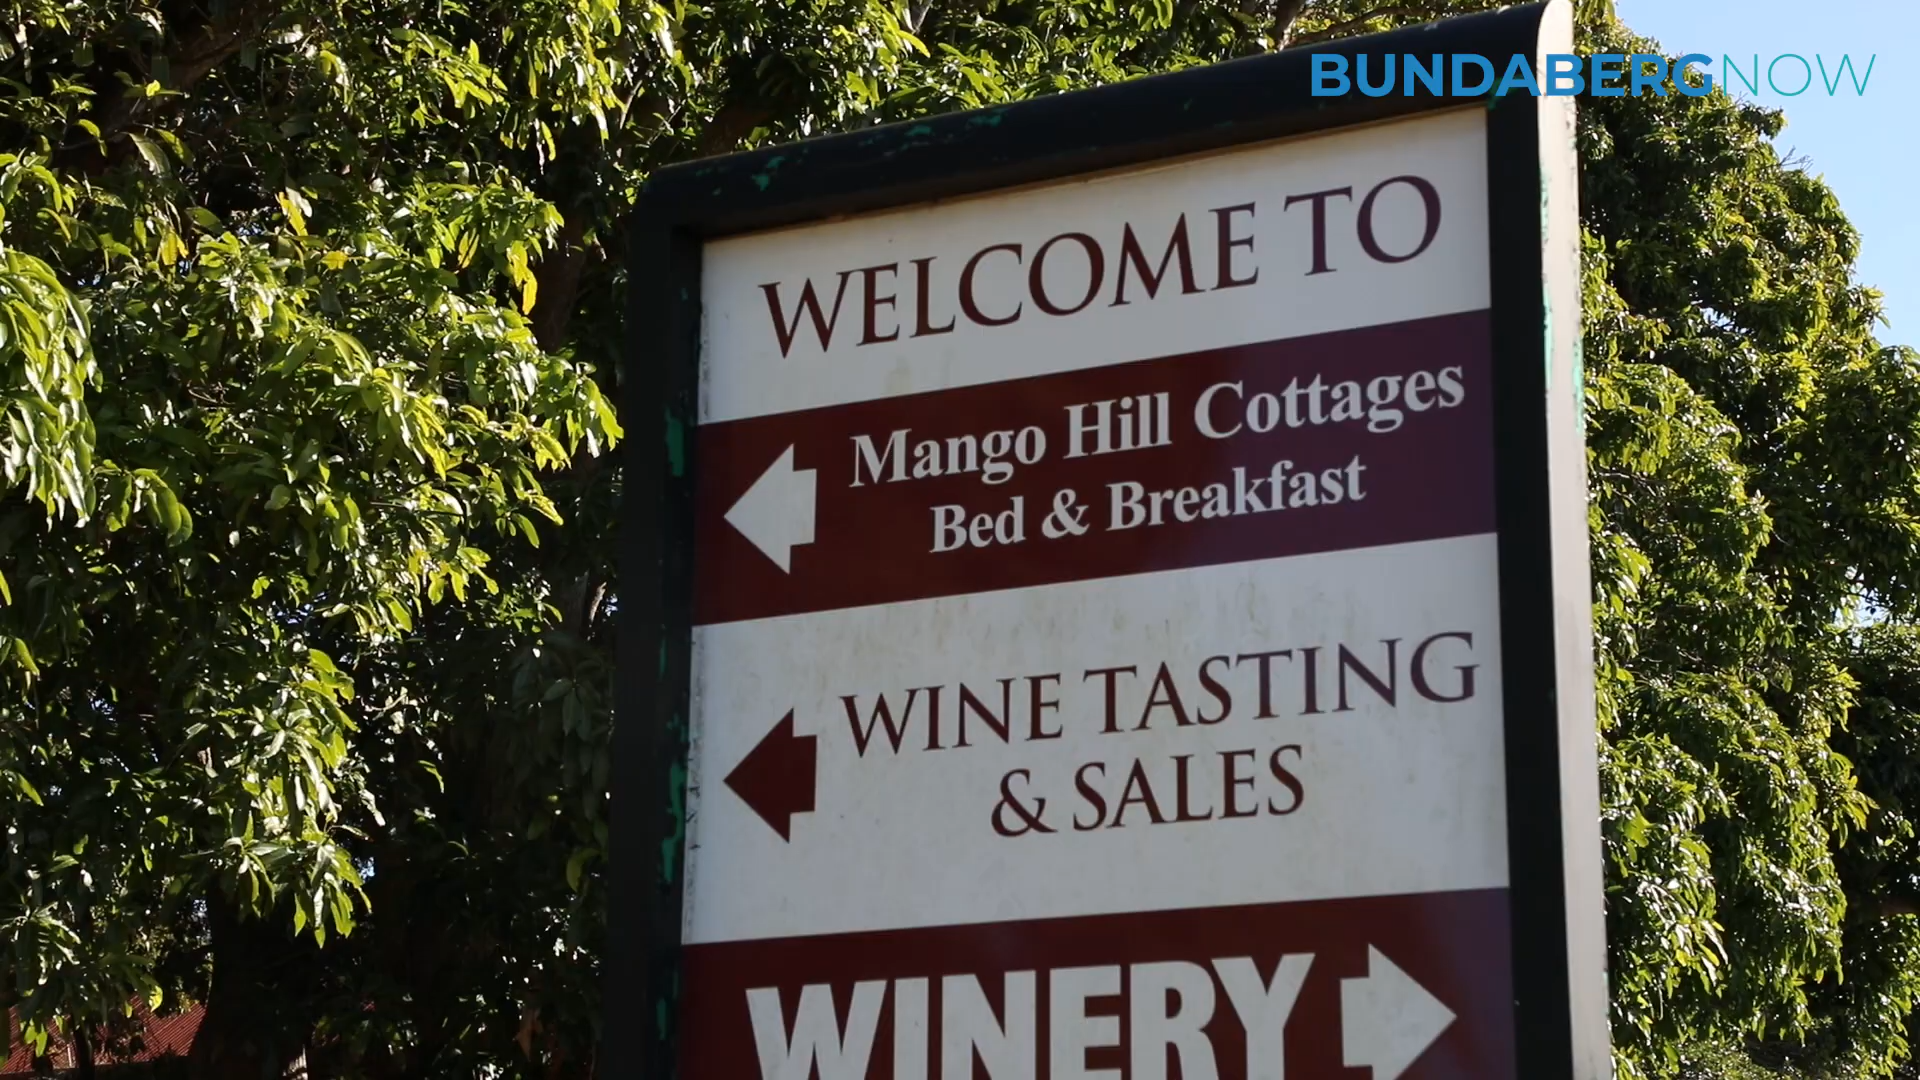 BUNDABERGNOW
WELCOME TO
Mango Hill Cottages
Bed & Breakfast
WINE TASTING
& SALES
WINERY